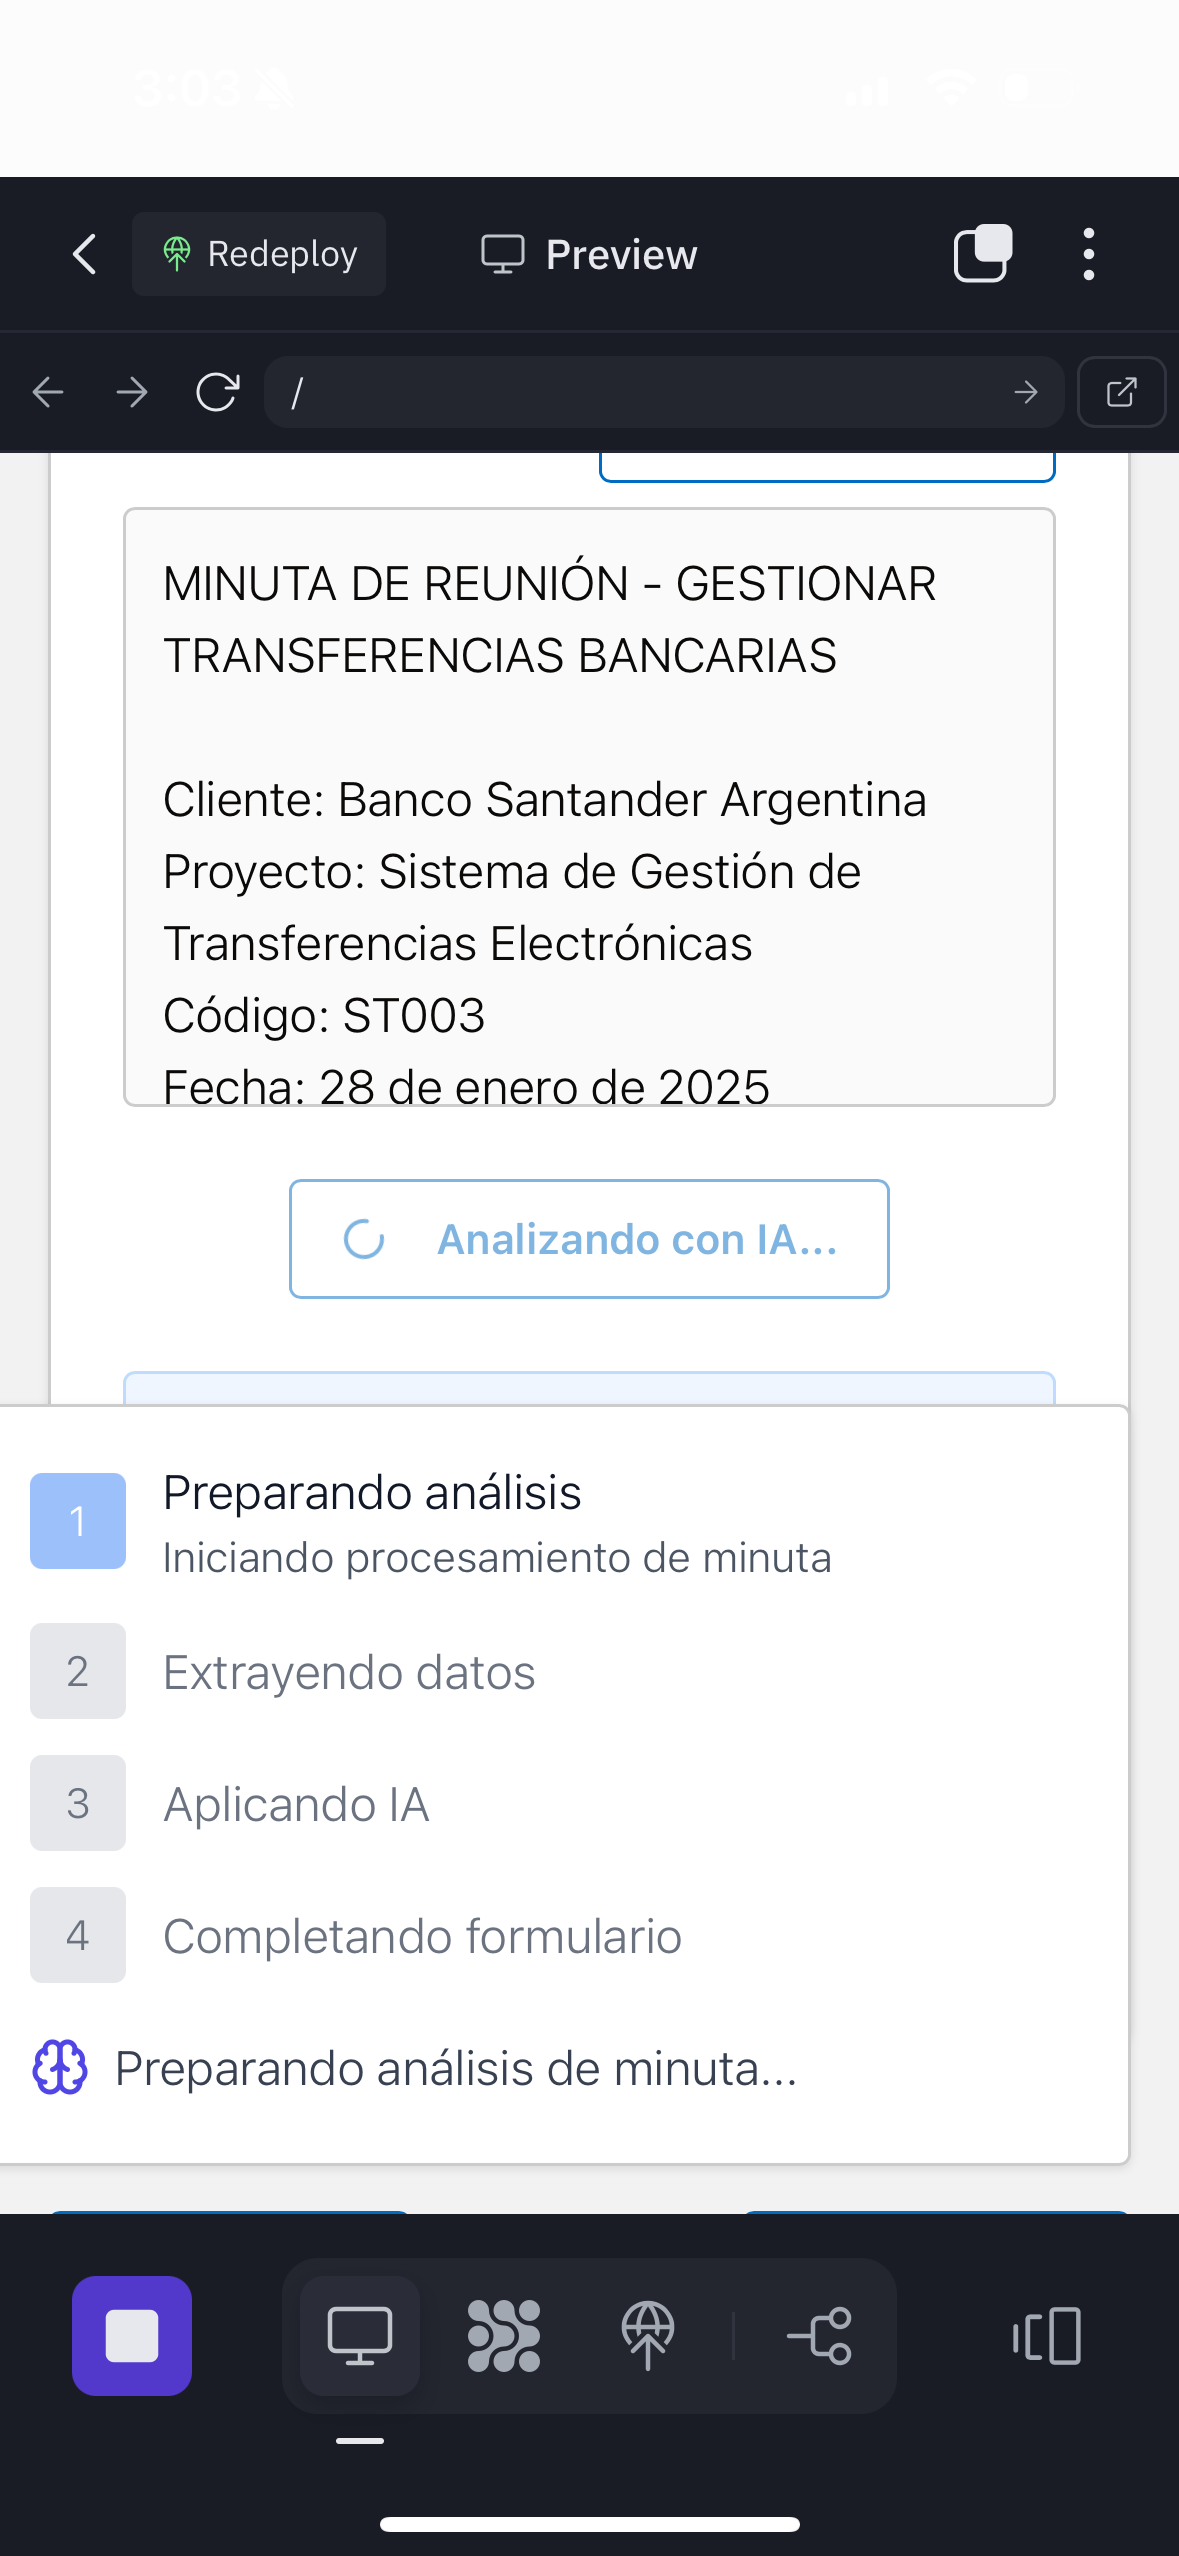 3:03
Redeploy
Preview
/
MINUTA DE REUNIÓN - GESTIONAR
TRANSFERENCIAS BANCARIAS
Cliente: Banco Santander Argentina
Proyecto: Sistema de Gestión de
Transferencias Electrónicas
Código: ST003
Fecha: 28 de enero de 2025
Analizando con IA...
1
Preparando análisis
Iniciando procesamiento de minuta
2
Extrayendo datos
3
Aplicando IA
4
Completando formulario
Preparando análisis de minuta...